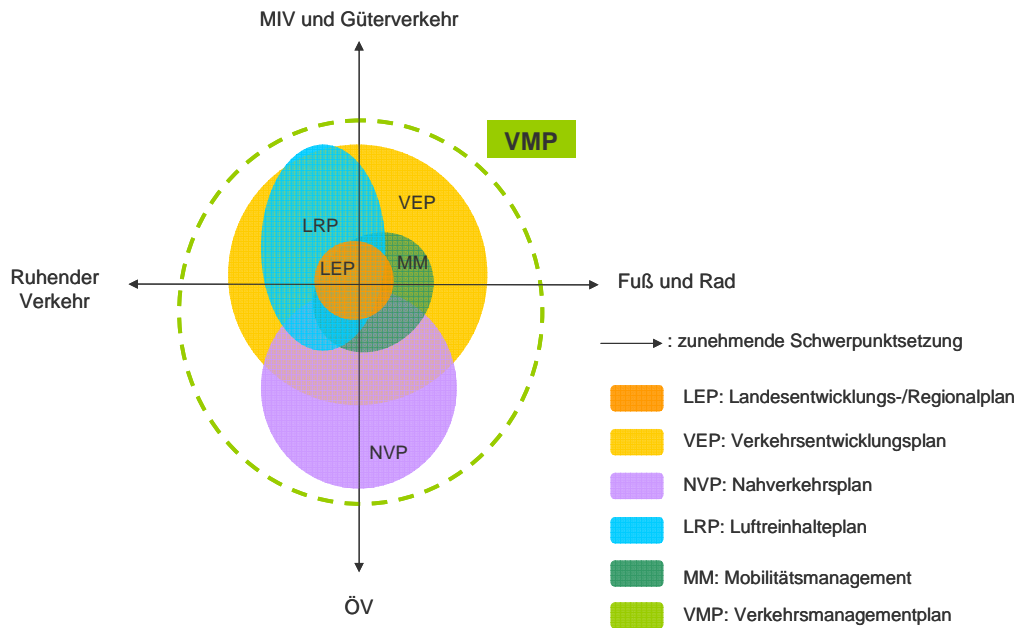 MIV und Güterverkehr
VMP
VEP
LRP
LEP
MM
Ruhender
Verkehr
Fuß und Rad
: zunehmende Schwerpunktsetzung
LEP: Landesentwicklungs-/Regionalplan
VEP: Verkehrsentwicklungsplan
NVP
NVP: Nahverkehrsplan
LRP: Luftreinhalteplan
MM: Mobilitätsmanagement
ÖV
VMP: Verkehrsmanagementplan